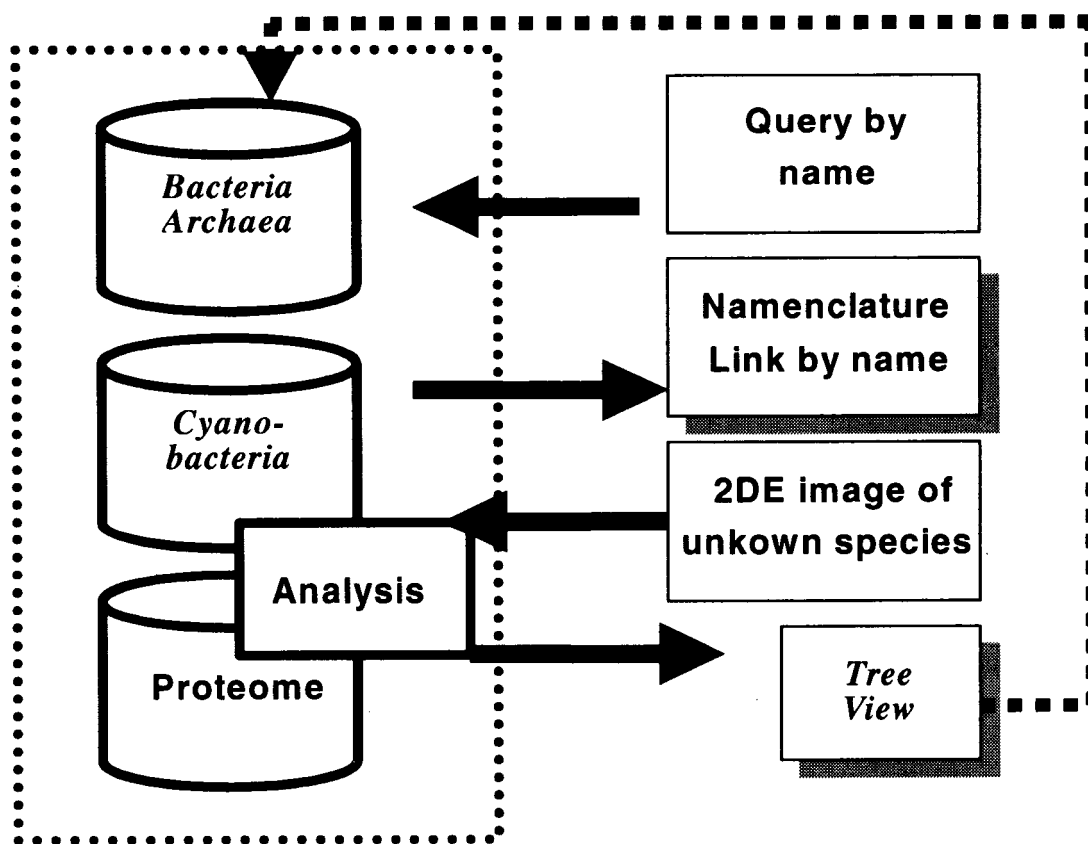 Bacteria
Archaea
Cyano-
bacteria
Analysis
Proteome
Query by
name
Namenclature
Link by name
2DE image of
unkown species
Tree
View